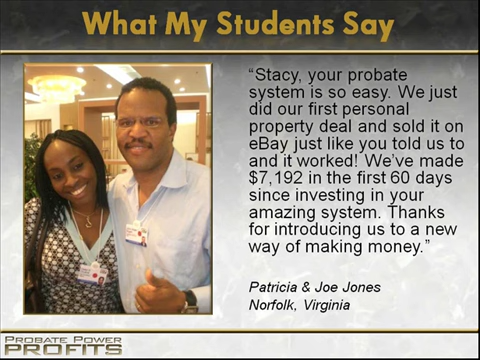 What My Students Say
“Stacy, your probate
system is so easy. We just
did our first personal
property deal and sold it on
eBay just like you told us to
and it worked! We’ve made
$7,192 in the first 60 days
since investing in your
amazing system. Thanks
for introducing us to a new
way of making money.”
Patricia & Joe Jones
Norfolk, Virginia
PROBATE POWER
PROFITS